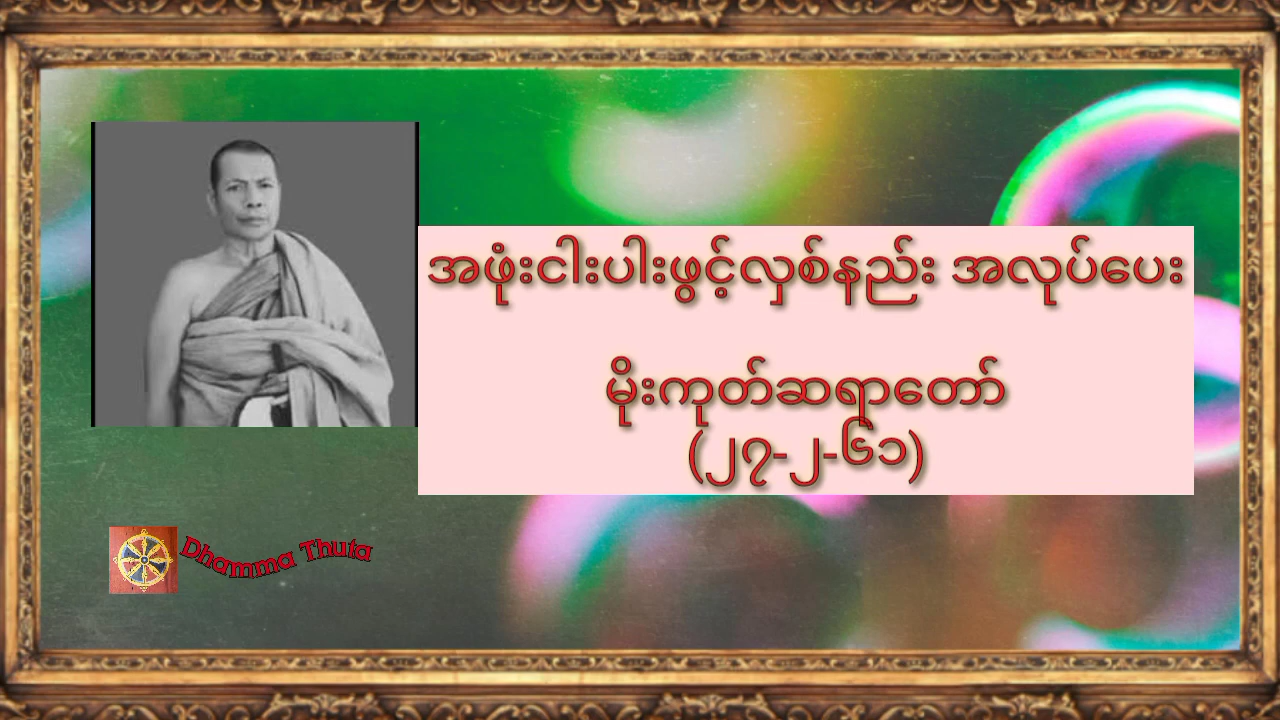 အဖုံးငါးပါးဖွင့်လှစ်နည်း အလုပ်ပေး
မိုးကုတ်ဆရာတော်
(၂၇-၂-၆၁)
Dhamma Thuta